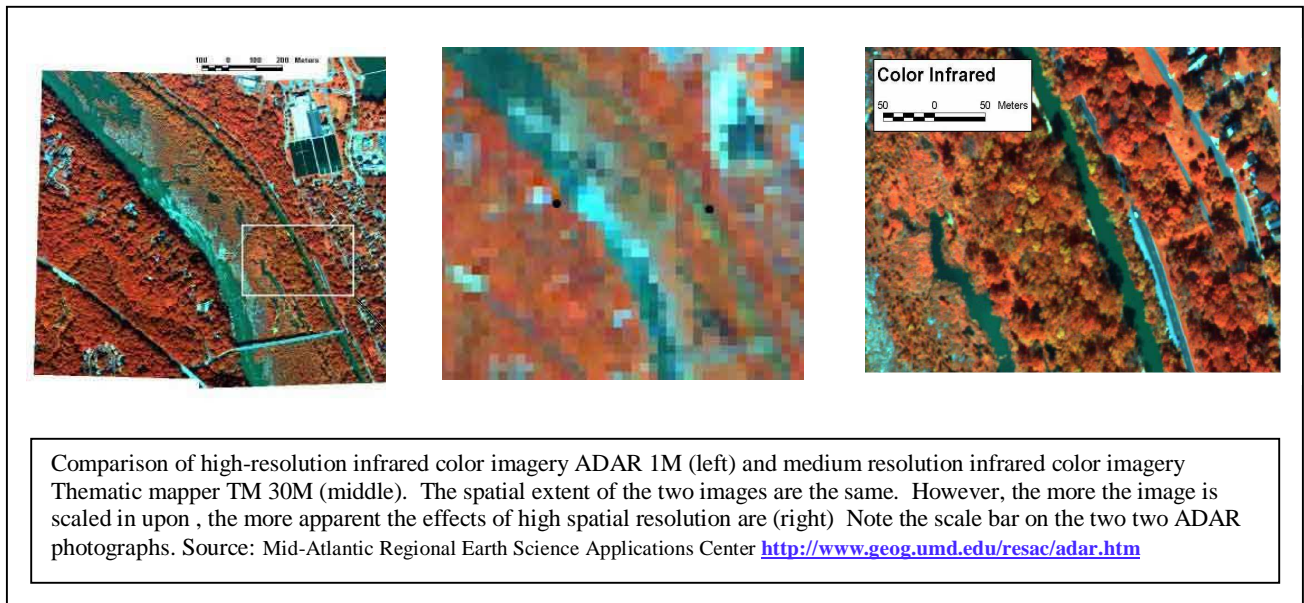 100 0 100 200 Meters
Color Infrared
50 0 50 Meters
Comparison of high-resolution infrared color imagery ADAR 1M (left) and medium resolution infrared color imagery
Thematic mapper TM 30M (middle).  The spatial extent of the two images are the same.  However, the more the image is
scaled in upon , the more apparent the effects of high spatial resolution are (right)  Note the scale bar on the two two ADAR
photographs. Source: Mid-Atlantic Regional Earth Science Applications Center http://www.geog.umd.edu/resac/adar.htm